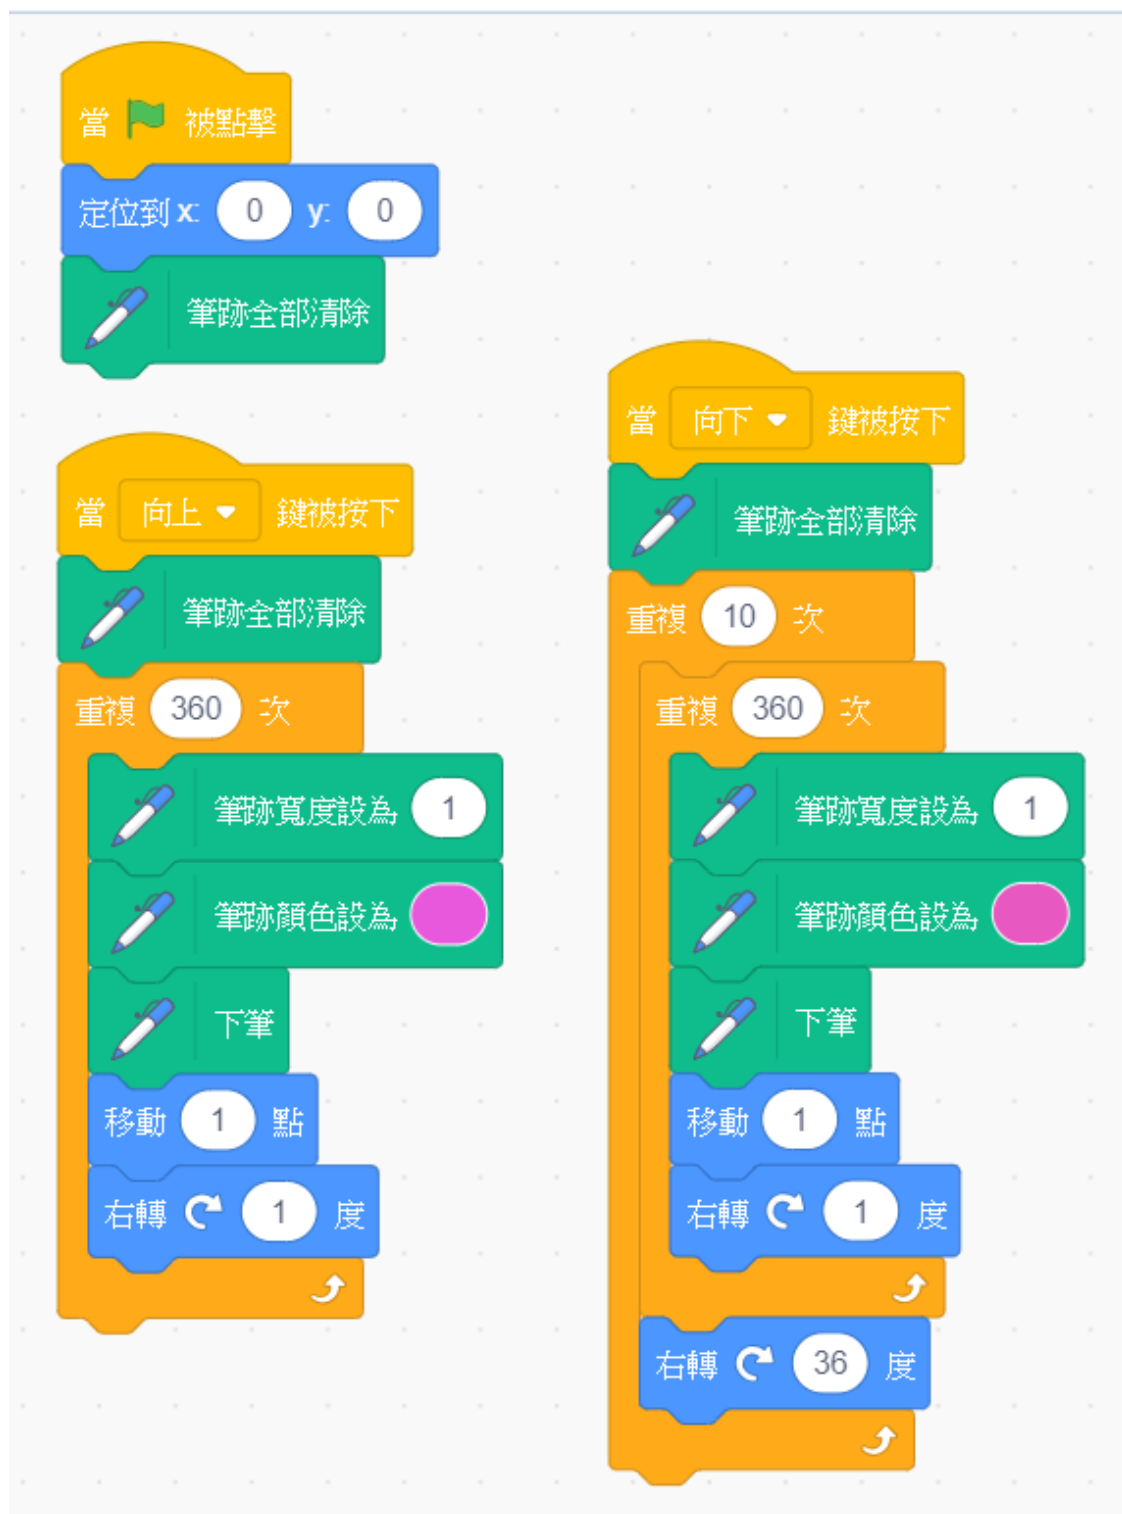 當 被點擊
定位到 x: 0 y: 0
筆跡全部清除
當 向上 鍵被按下
筆跡全部清除
重複 360 次
筆跡寬度設為 1
筆跡顏色設為
下筆
移動 1 點
右轉 1 度
當 向下 鍵被按下
筆跡全部清除
重複 10 次
重複 360 次
筆跡寬度設為 1
筆跡顏色設為
下筆
移動 1 點
右轉 1 度
右轉 36 度